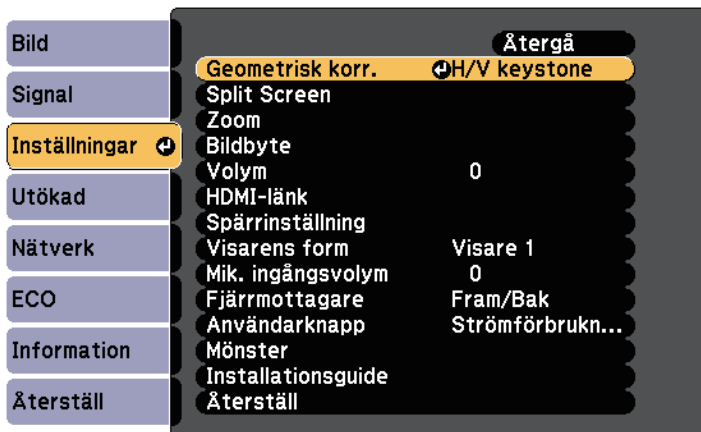 Bild
Signal
Inställningar
Utökad
Nätverk
ECO
Information
Återställ
Återgå
Geometrisk korr. H/V keystone
Split Screen
Zoom
Bildbyte
Volym 0
HDMI-länk
Spärrinställning
Visarens form Visare 1
Mik. ingångsvolym 0
Fjärrmottagare Fram/Bak
Användarknapp Strömförbrukn...
Mönster
Installationsguide
Återställ